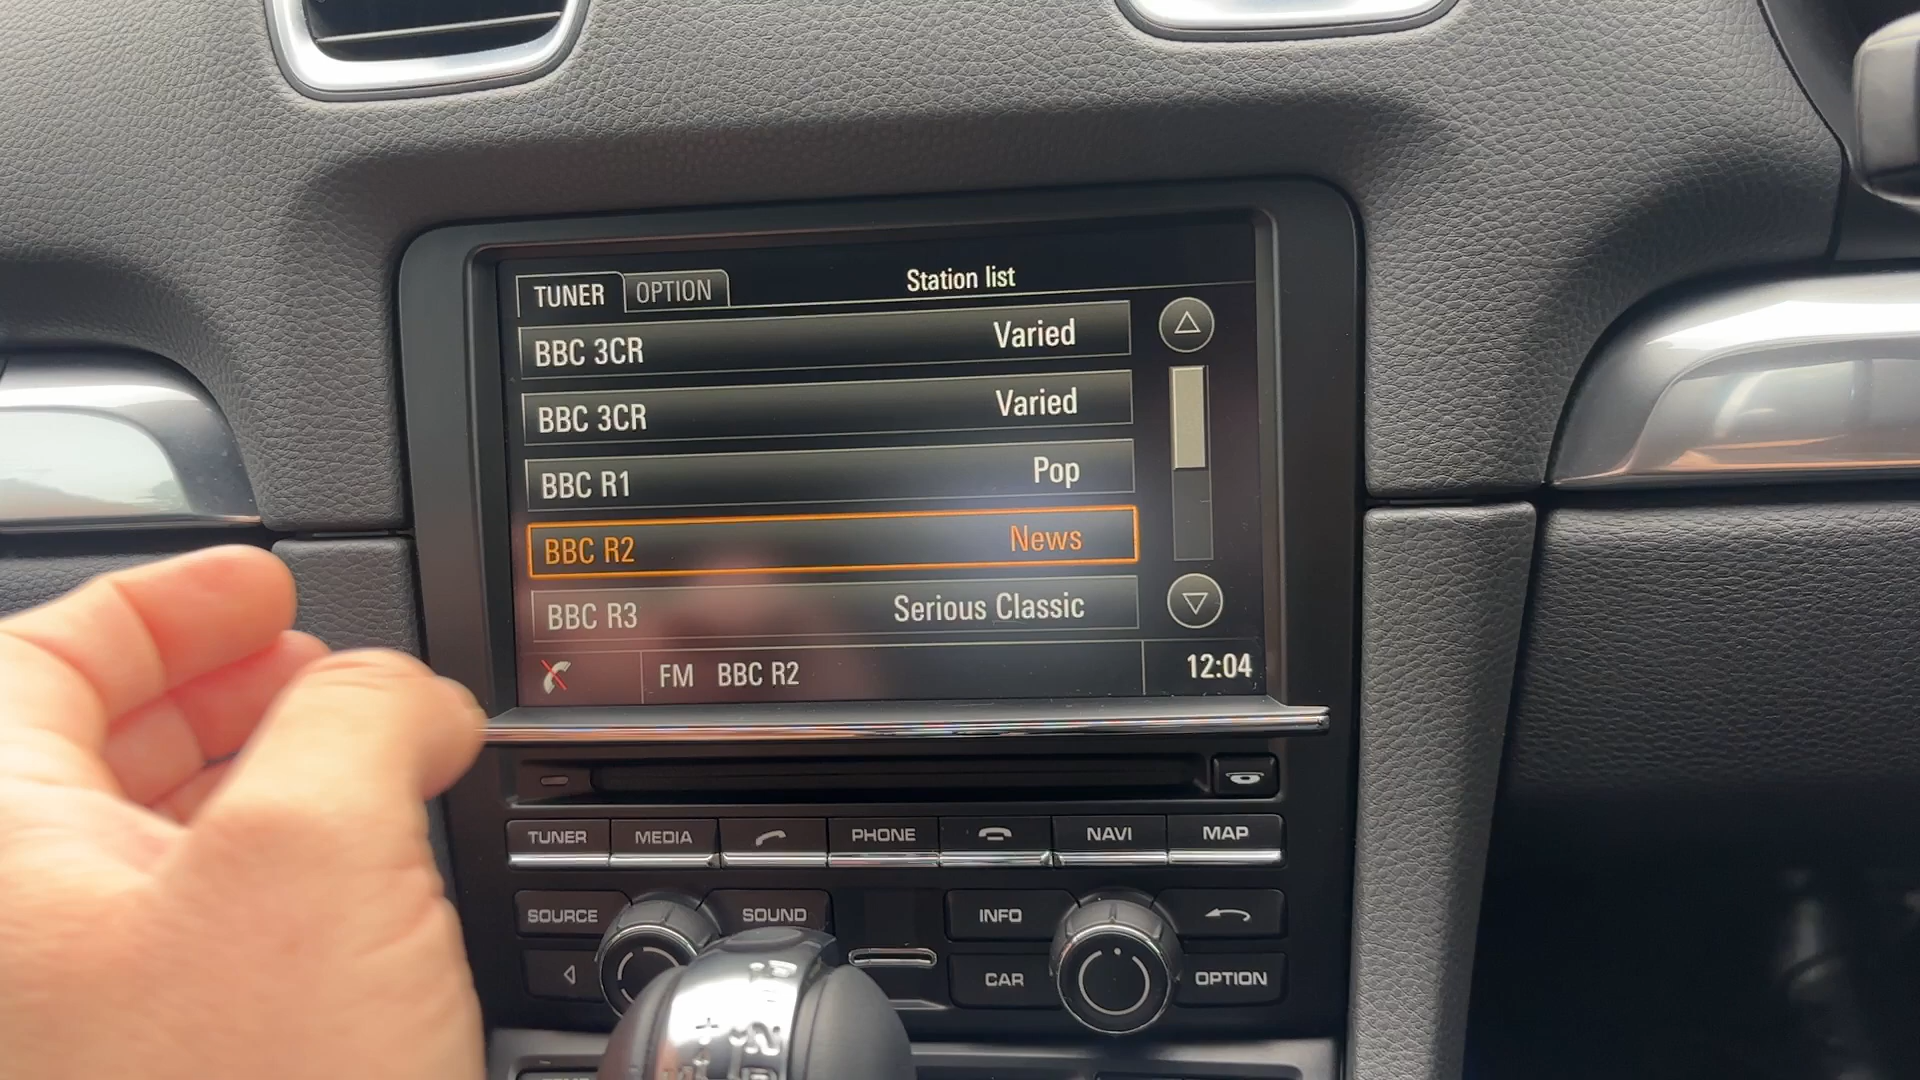 TUNER OPTION Station list
BBC 3CR Varied
BBC 3CR Varied
BBC R1 Pop
BBC R2 News
BBC R3 Serious Classic
FM BBC R2 12:04
TUNER MEDIA PHONE NAVI MAP
SOURCE SOUND INFO
CAR OPTION